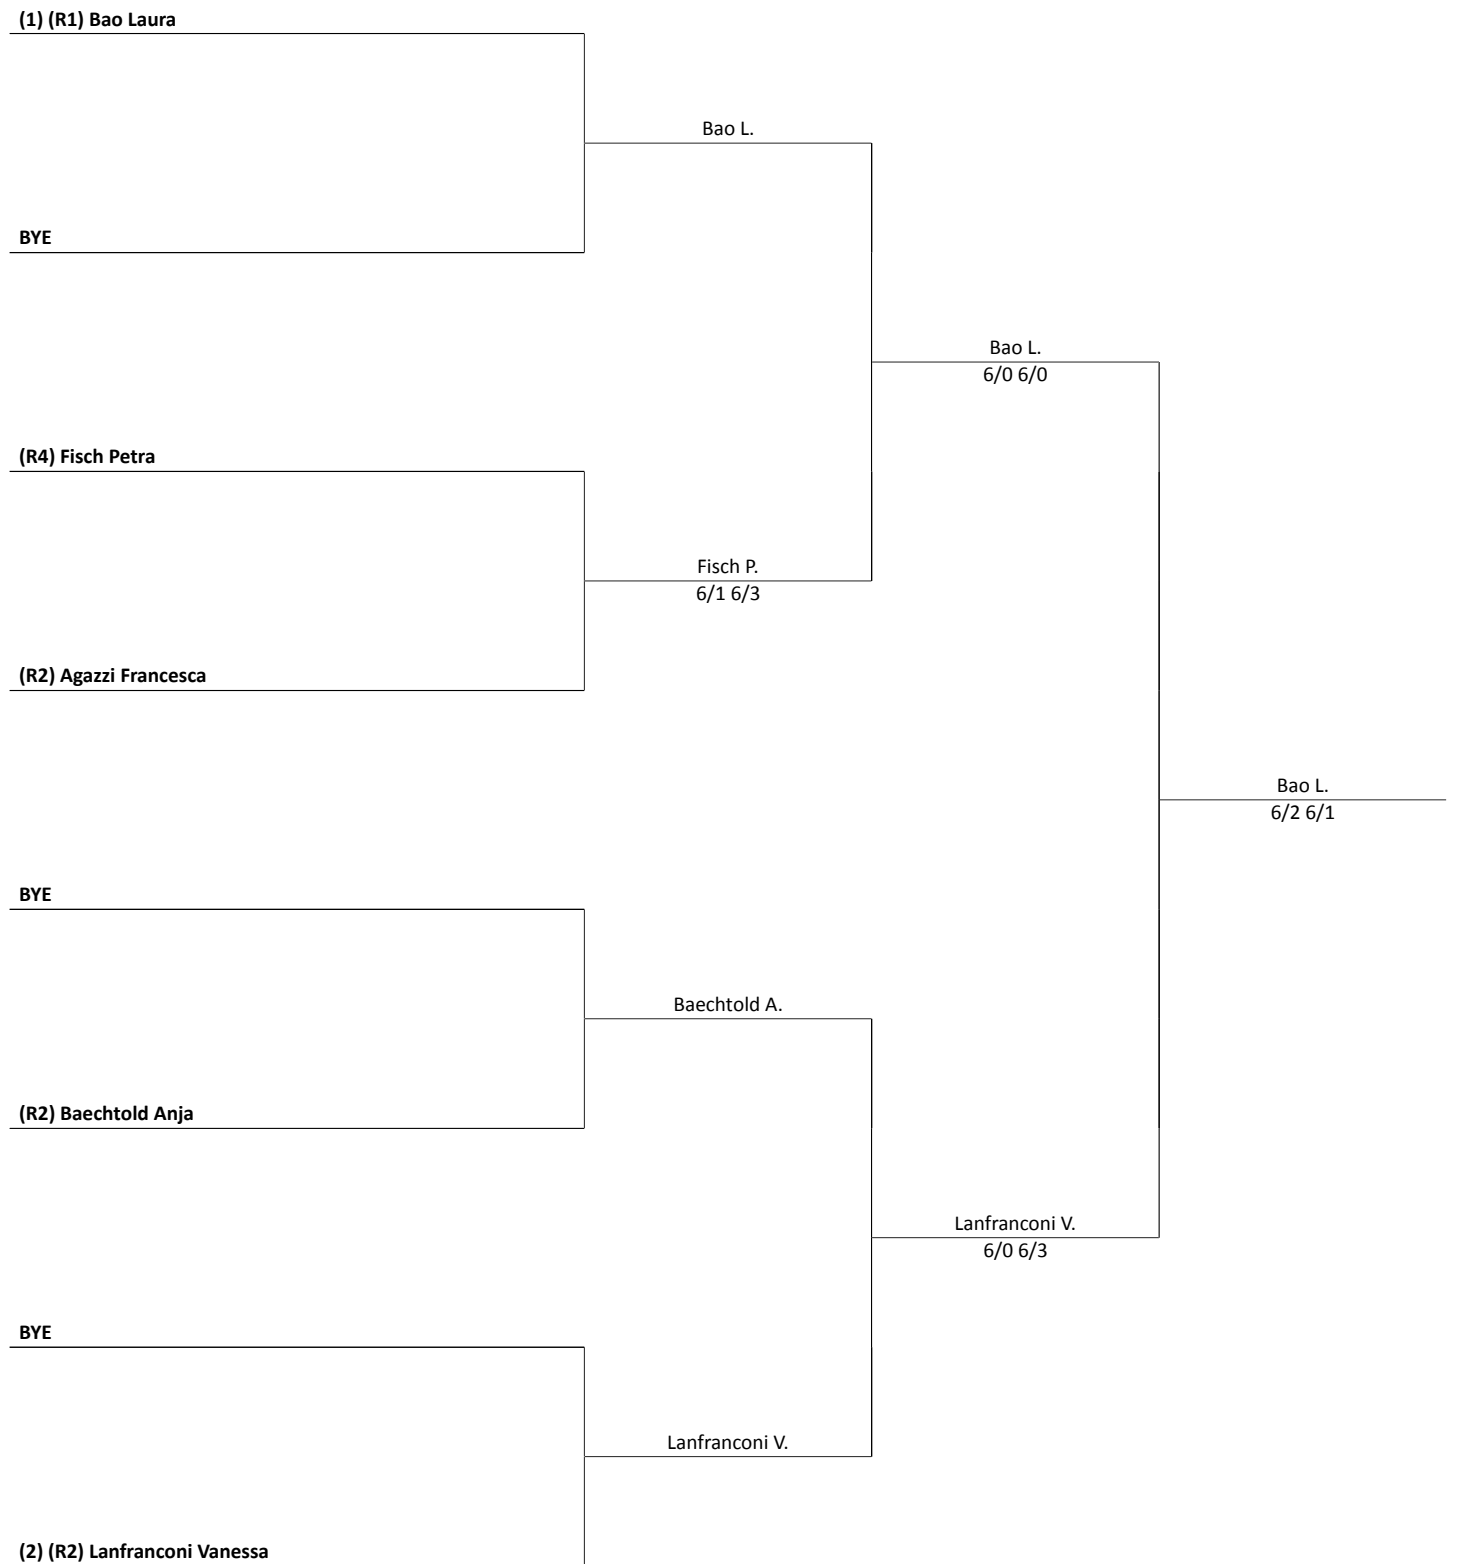 (1) (R1) Bao Laura
Bao L.
BYE
Bao L.
6/0 6/0
(R4) Fisch Petra
Fisch P.
6/1 6/3
(R2) Agazzi Francesca
Bao L.
6/2 6/1
BYE
Baechtold A.
(R2) Baechtold Anja
Lanfranconi V.
6/0 6/3
BYE
Lanfranconi V.
(2) (R2) Lanfranconi Vanessa